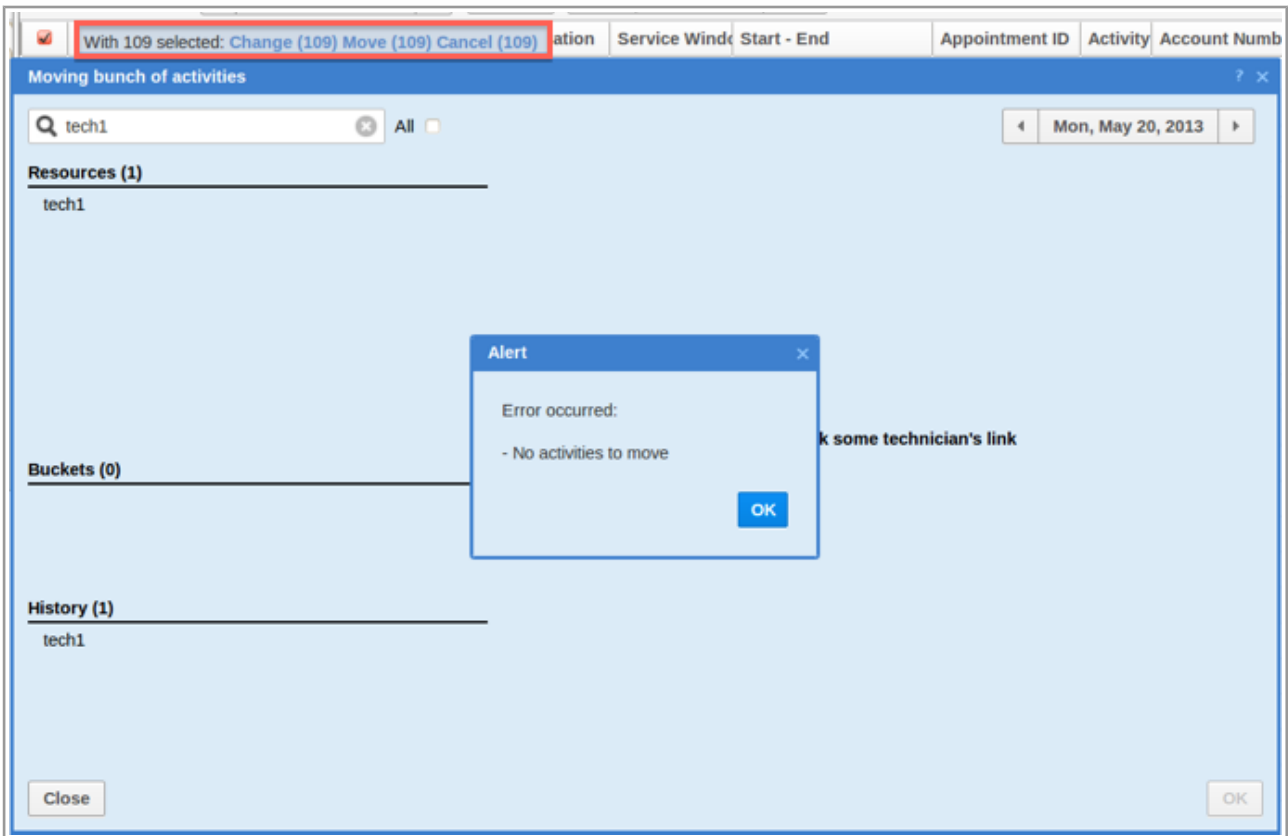 With 109 selected: Change (109) Move (109) Cancel (109)
ation Service Wind Start - End Appointment ID Activity Account Numb
Moving bunch of activities ? ×
tech1 All Mon, May 20, 2013
Resources (1)
tech1
Alert ×
Error occurred:
k some technician's link
- No activities to move
Buckets (0)
OK
History (1)
tech1
Close OK